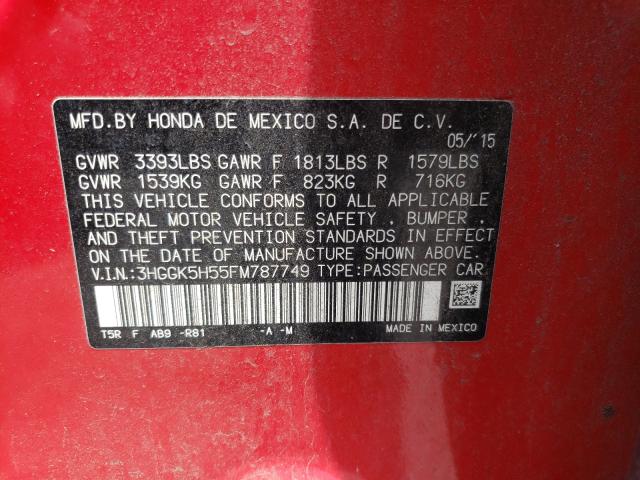 MFD.BY HONDA DE MEXICO S.A. DE C.V.
05/'15
GVWR 3393LBS GAWR F 1813LBS R 1579LBS
GVWR 1539KG GAWR F 823KG R 716KG
THIS VEHICLE CONFORMS TO ALL APPLICABLE
FEDERAL MOTOR VEHICLE SAFETY . BUMPER .
AND THEFT PREVENTION STANDARDS IN EFFECT
ON THE DATE OF MANUFACTURE SHOWN ABOVE.
V.I.N:3HGGK5H55FM787749 TYPE:PASSENGER CAR
T5R F AB9 -R81 -A -M MADE IN MEXICO